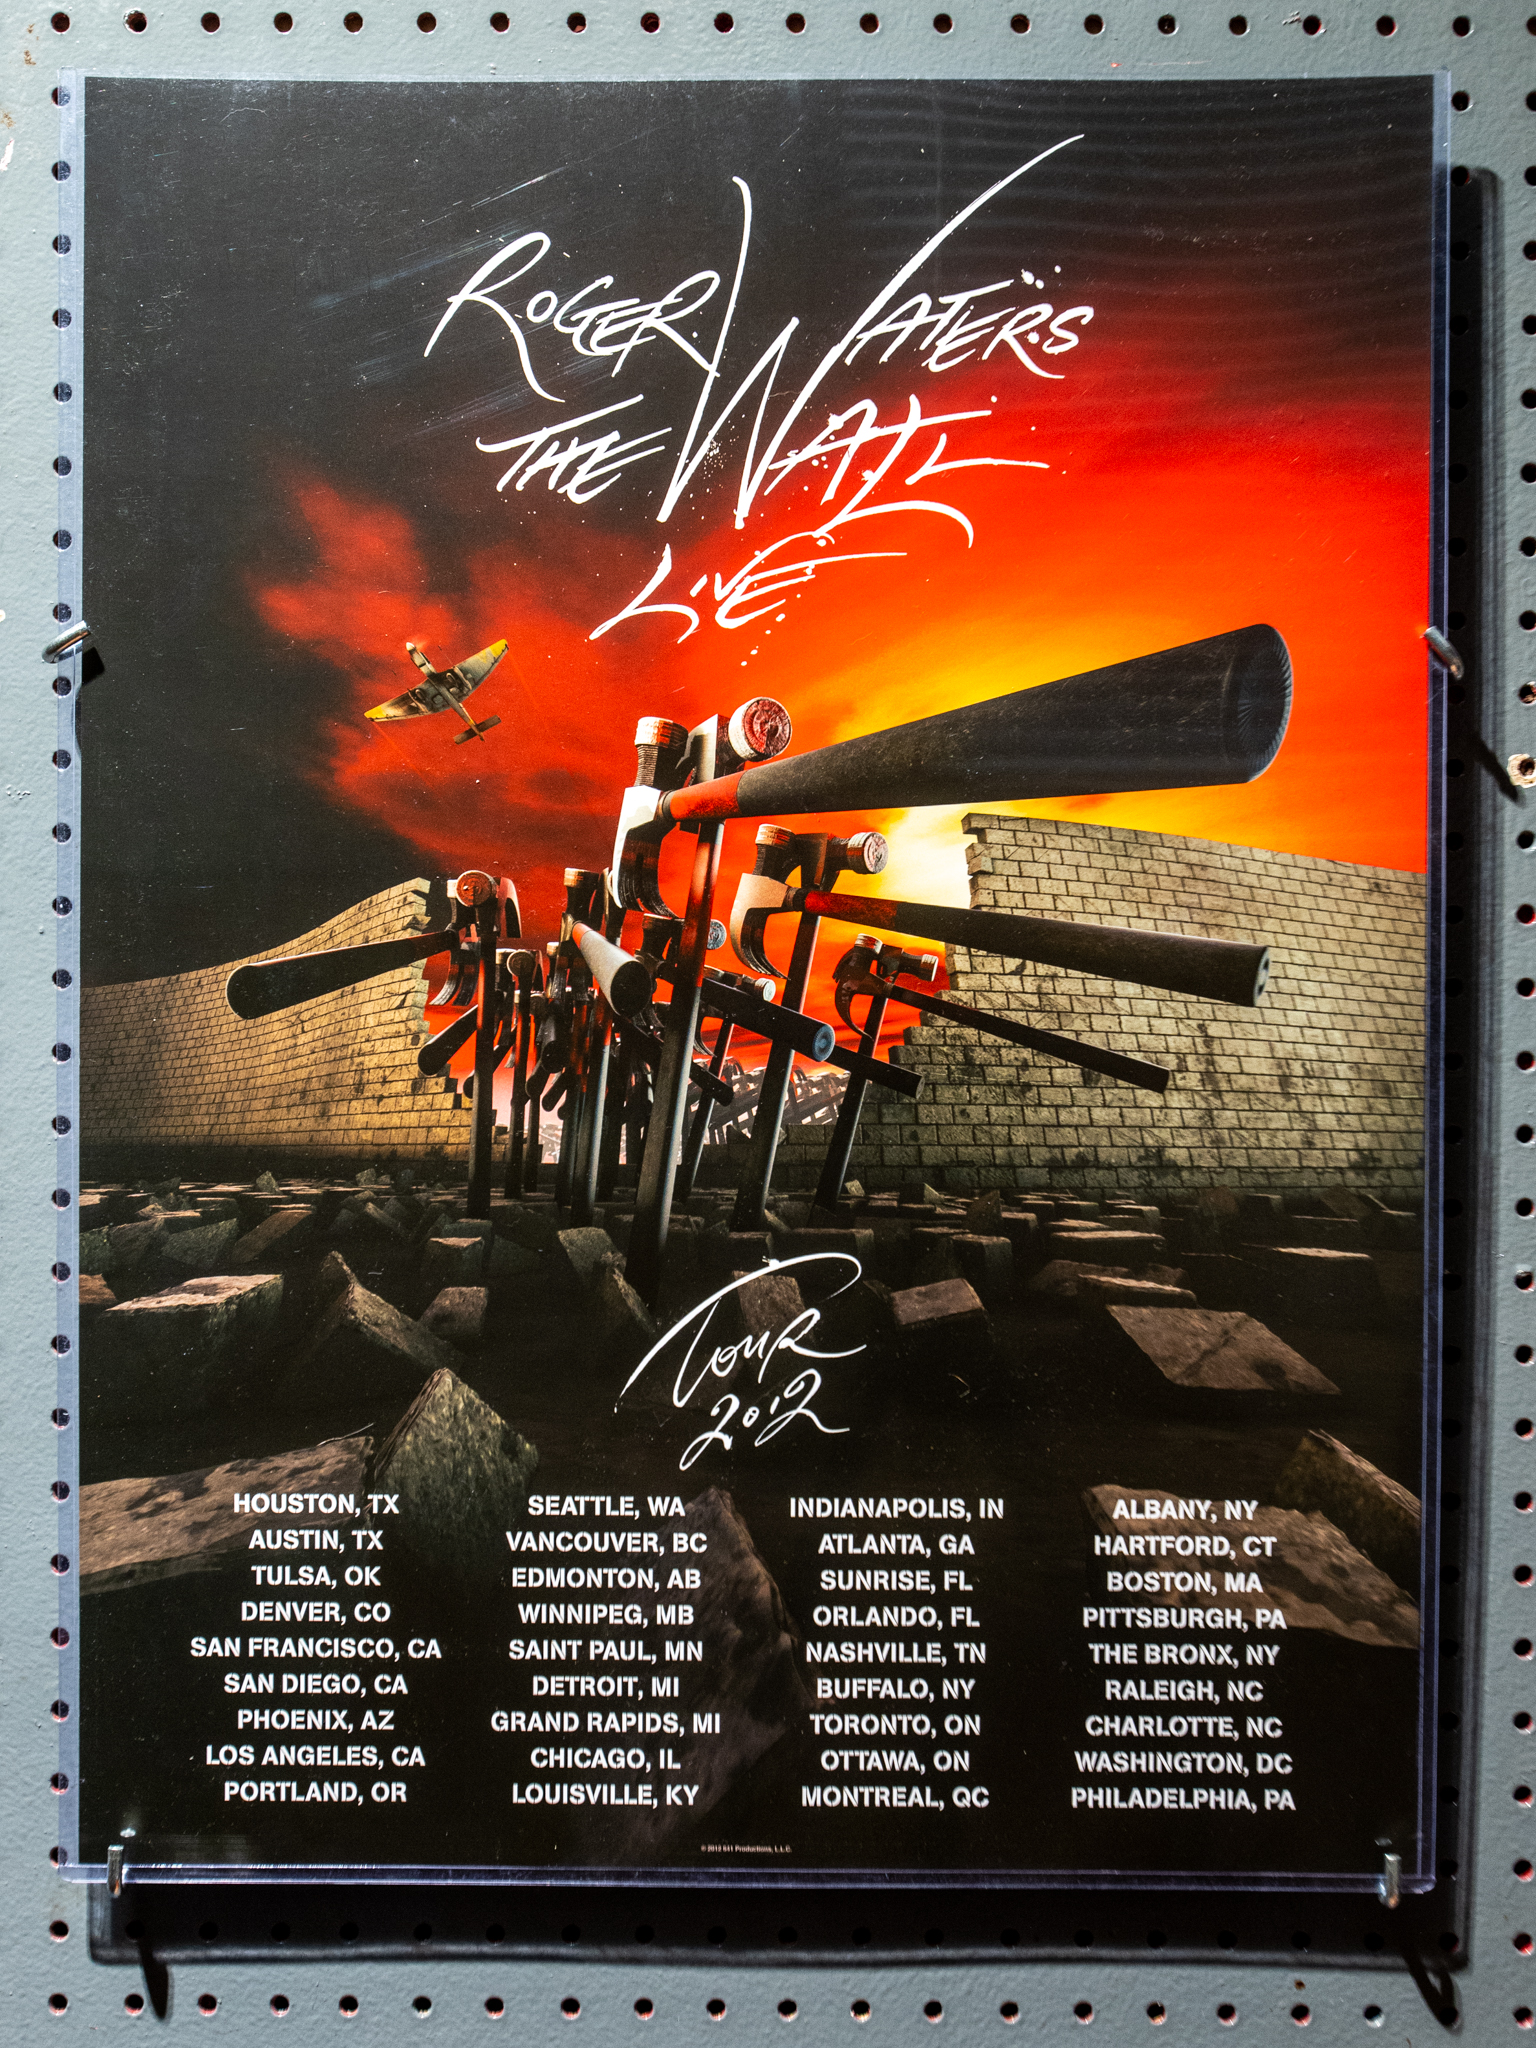 ROGER WATERS
THE WALL
LIVE
TOUR
2012
HOUSTON, TX
AUSTIN, TX
TULSA, OK
DENVER, CO
SAN FRANCISCO, CA
SAN DIEGO, CA
PHOENIX, AZ
LOS ANGELES, CA
PORTLAND, OR
SEATTLE, WA
VANCOUVER, BC
EDMONTON, AB
WINNIPEG, MB
SAINT PAUL, MN
DETROIT, MI
GRAND RAPIDS, MI
CHICAGO, IL
LOUISVILLE, KY
INDIANAPOLIS, IN
ATLANTA, GA
SUNRISE, FL
ORLANDO, FL
NASHVILLE, TN
BUFFALO, NY
TORONTO, ON
OTTAWA, ON
MONTREAL, QC
ALBANY, NY
HARTFORD, CT
BOSTON, MA
PITTSBURGH, PA
THE BRONX, NY
RALEIGH, NC
CHARLOTTE, NC
WASHINGTON, DC
PHILADELPHIA, PA
© 2012 641 Productions, L.L.C.